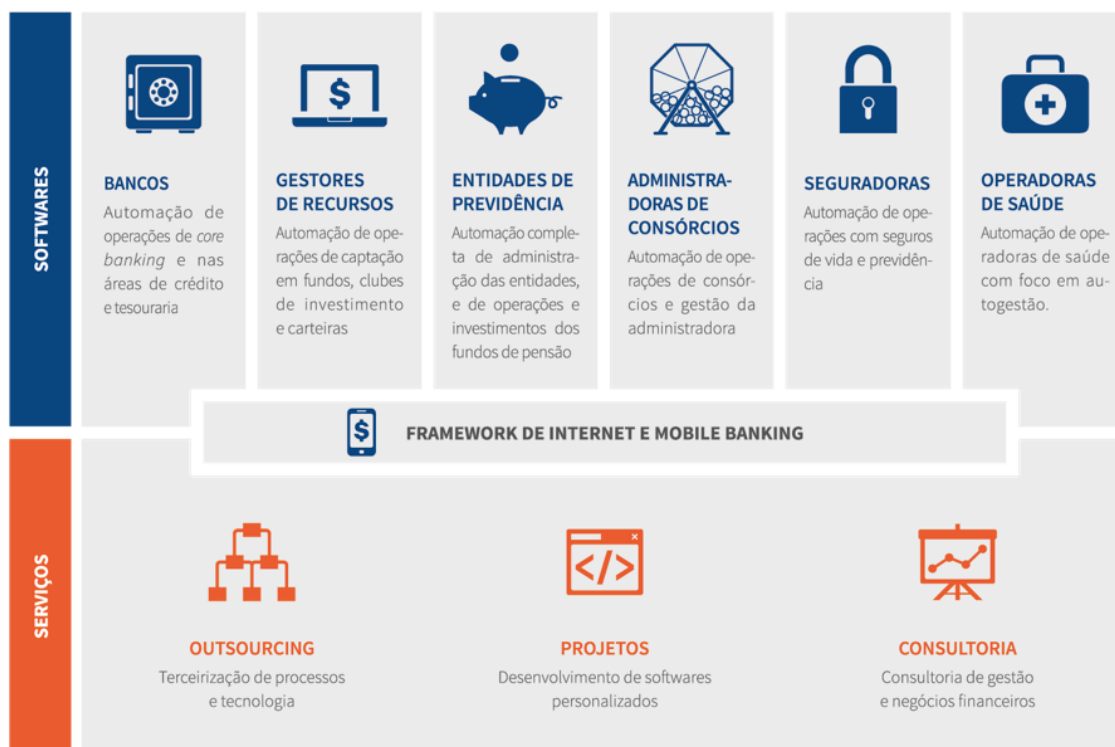 SOFTWARES
BANCOS
Automação de
operações de core
banking e nas
áreas de crédito
e tesouraria
GESTORES
DE RECURSOS
Automação de ope-
rações de captação
em fundos, clubes
de investimento
e carteiras
ENTIDADES DE
PREVIDÊNCIA
Automação comple-
ta de administra-
ção das entidades,
e de operações e
investimentos dos
fundos de pensão
ADMINISTRA-
DORAS DE
CONSÓRCIOS
Automação de ope-
rações de consór-
cios e gestão da
administradora
SEGURADORAS
Automação de ope-
rações com seguros
de vida e previdên-
cia
OPERADORAS
DE SAÚDE
Automação de ope-
radoras de saúde
com foco em au-
togestão.
$
$
FRAMEWORK DE INTERNET E MOBILE BANKING
SERVIÇOS
</>
OUTSOURCING
Terceirização de processos
e tecnologia
PROJETOS
Desenvolvimento de softwares
personalizados
CONSULTORIA
Consultoria de gestão
e negócios financeiros